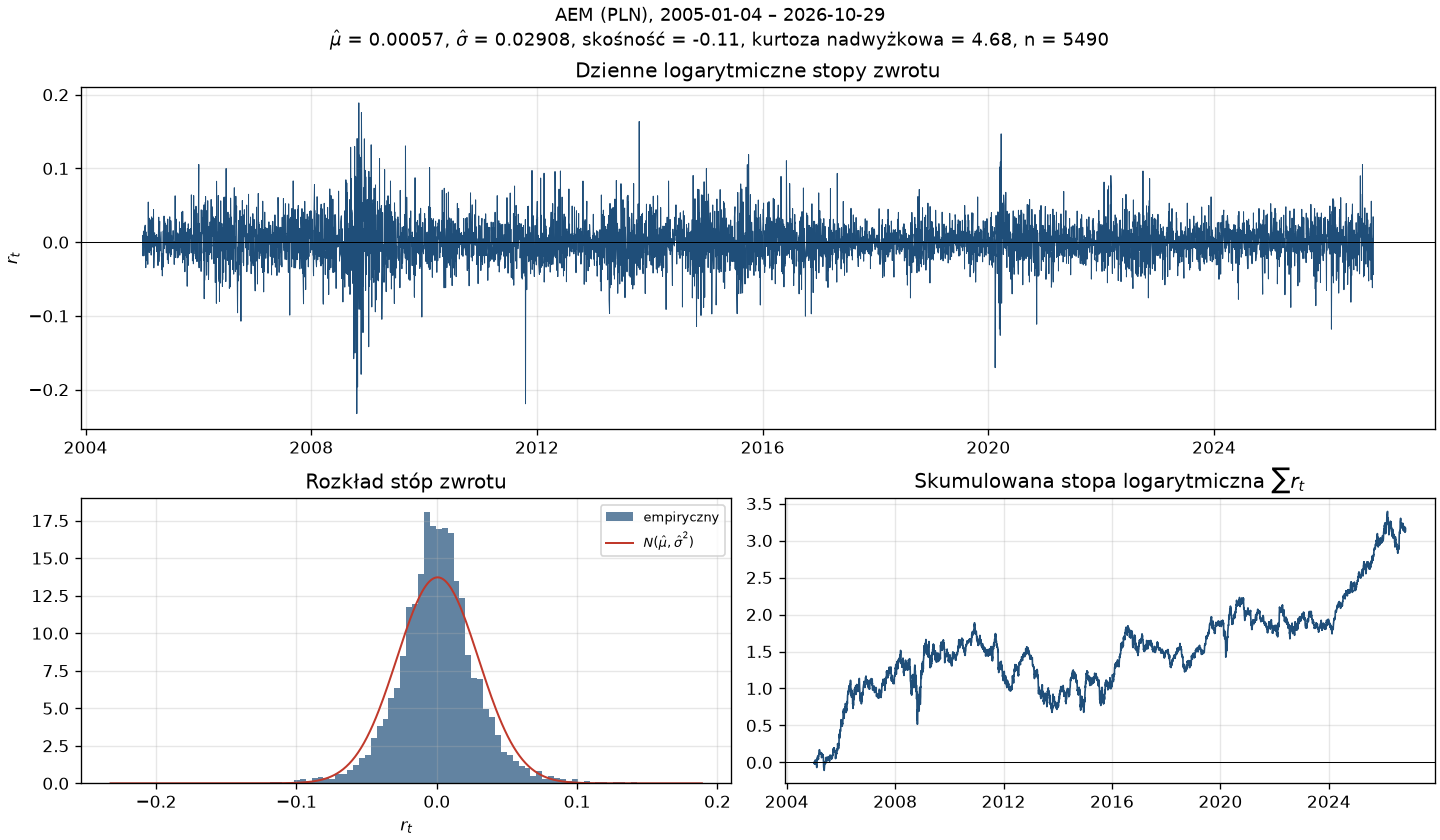 AEM (PLN), 2005-01-04 – 2026-10-29
μ̂ = 0.00057, σ̂ = 0.02908, skośność = -0.11, kurtoza nadwyżkowa = 4.68, n = 5490
Dzienne logarytmiczne stopy zwrotu
0.2
0.1
0.0
−0.1
−0.2
r_t
2004 2008 2012 2016 2020 2024
Rozkład stóp zwrotu
17.5
15.0
12.5
10.0
7.5
5.0
2.5
0.0
empiryczny
N(μ̂, σ̂²)
−0.2 −0.1 0.0 0.1 0.2
r_t
Skumulowana stopa logarytmiczna ∑r_t
3.5
3.0
2.5
2.0
1.5
1.0
0.5
0.0
2004 2008 2012 2016 2020 2024